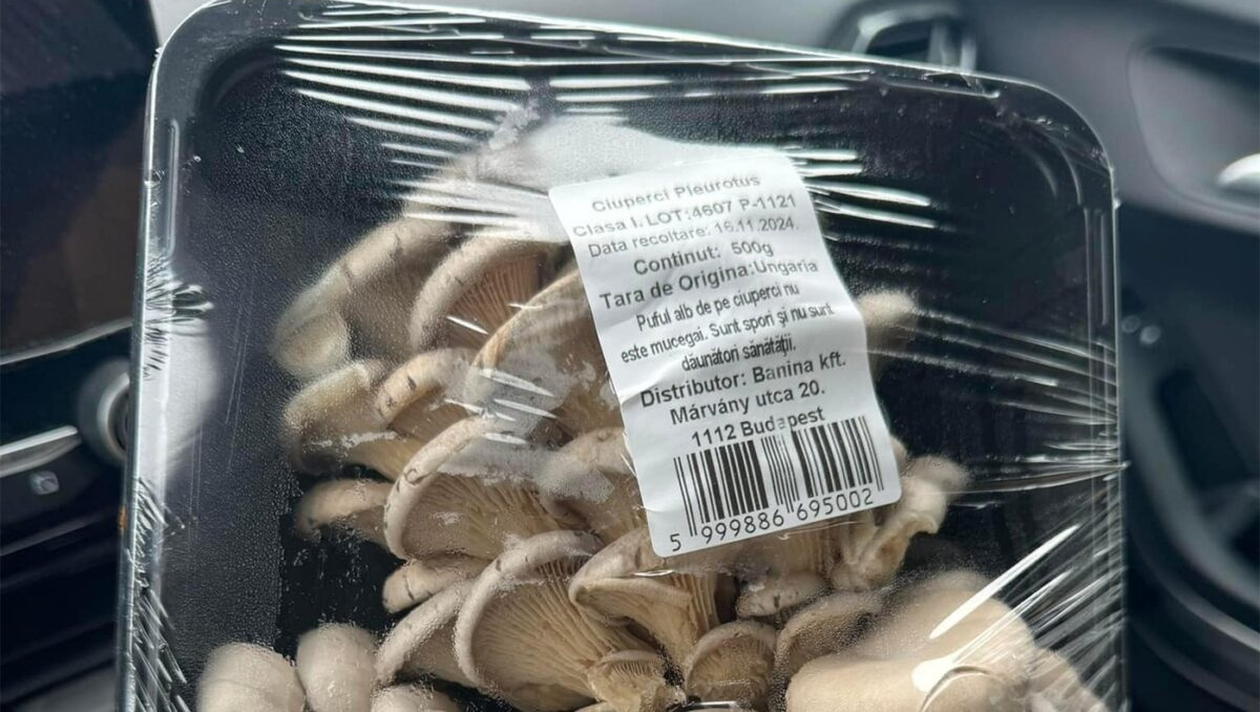 Ciuperci Pleurotus
Clasa I. LOT:4607 P-1121
Data recoltare: 16.11.2024.
Continut: 500g
Tara de Origina:Ungaria
Puful alb de pe ciuperci nu
este mucegai. Sunt spori și nu sunt
dăunători sănătății.
Distributor: Banina kft.
Márvány utca 20.
1112 Budapest
5 999886 695002